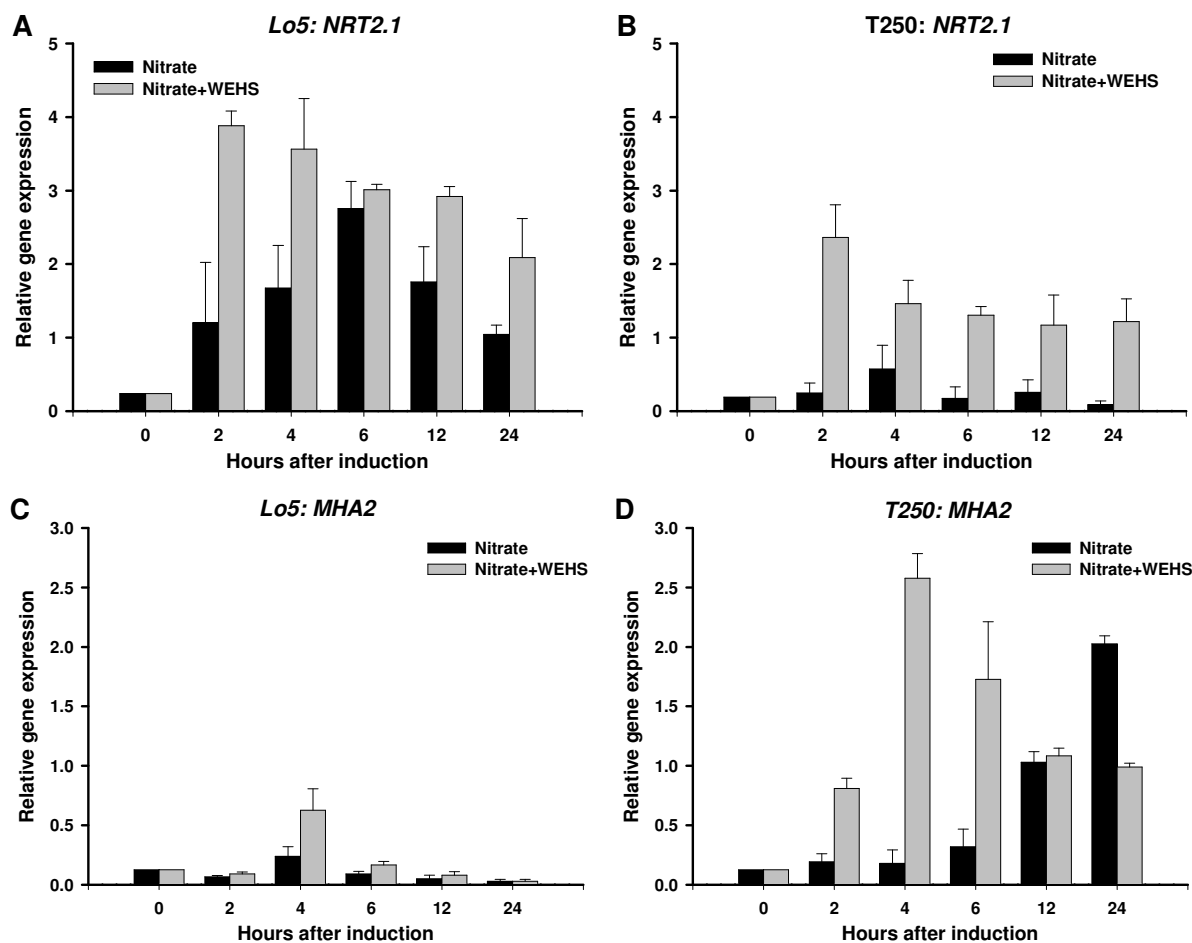 A
Lo5: NRT2.1
Relative gene expression
5
4
3
2
1
0
Nitrate
Nitrate+WEHS
0 2 4 6 12 24
Hours after induction
B
T250: NRT2.1
Relative gene expression
5
4
3
2
1
0
Nitrate
Nitrate+WEHS
0 2 4 6 12 24
Hours after induction
C
Lo5: MHA2
Relative gene expression
3.0
2.5
2.0
1.5
1.0
0.5
0.0
Nitrate
Nitrate+WEHS
0 2 4 6 12 24
Hours after induction
D
T250: MHA2
Relative gene expression
3.0
2.5
2.0
1.5
1.0
0.5
0.0
Nitrate
Nitrate+WEHS
0 2 4 6 12 24
Hours after induction